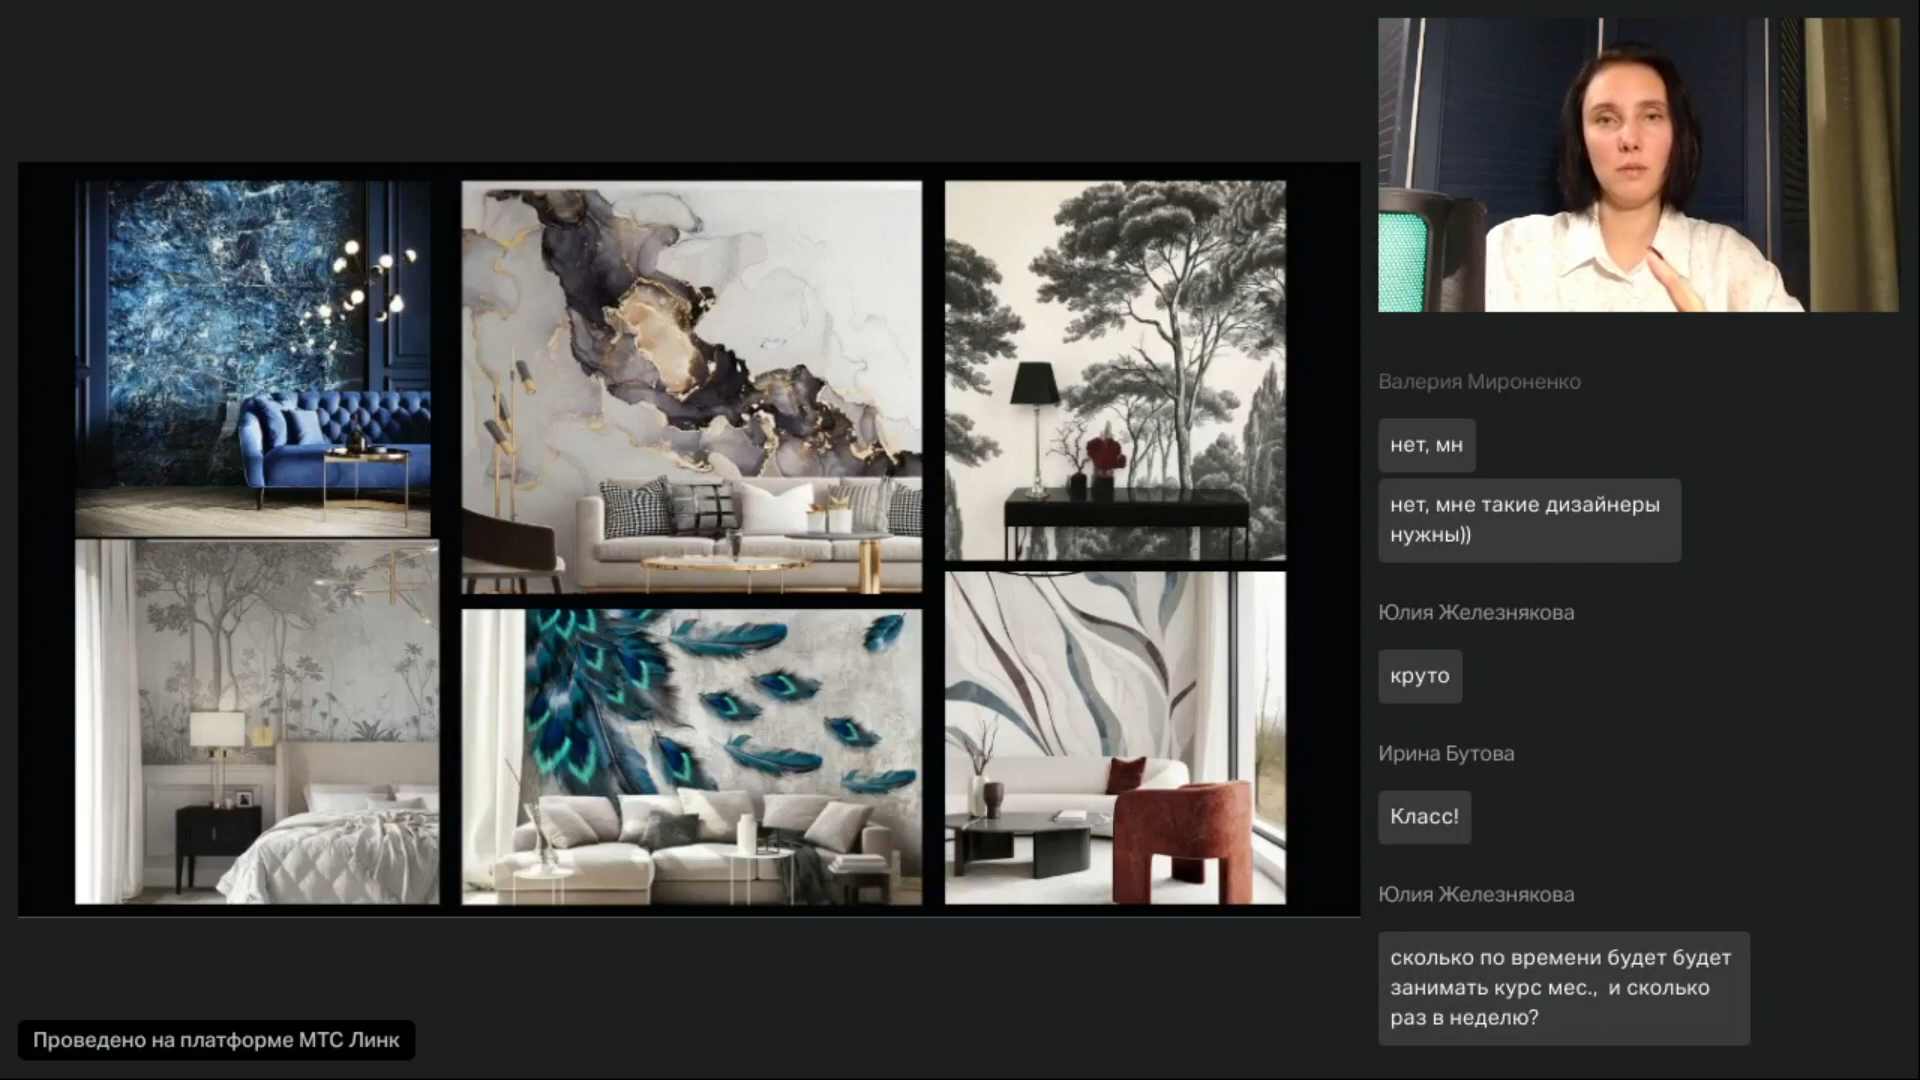 Валерия Мироненко
нет, мн
нет, мне такие дизайнеры
нужны))
Юлия Железнякова
круто
Ирина Бутова
Класс!
Юлия Железнякова
сколько по времени будет будет
занимать курс мес.,  и сколько
раз в неделю?
Проведено на платформе МТС Линк